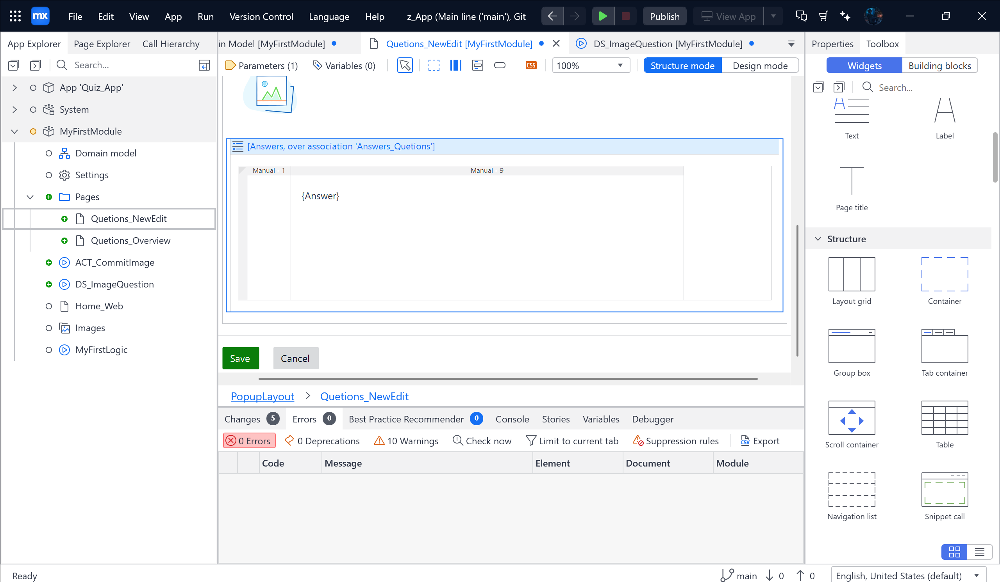 mx File Edit View App Run Version Control Language Help z_App (Main line ('main'), Git Publish View App
App Explorer Page Explorer Call Hierarchy
in Model [MyFirstModule] Quetions_NewEdit [MyFirstModule] DS_ImageQuestion [MyFirstModule]
Properties Toolbox
Search...
Parameters (1) Variables (0) CSS 100% Structure mode Design mode
Widgets Building blocks
Search...
App 'Quiz_App'
System
MyFirstModule
Domain model
Settings
Pages
Quetions_NewEdit
Quetions_Overview
ACT_CommitImage
DS_ImageQuestion
Home_Web
Images
MyFirstLogic
[Answers, over association 'Answers_Quetions']
Manual - 1 Manual - 9
{Answer}
Save Cancel
PopupLayout > Quetions_NewEdit
Changes 5 Errors 0 Best Practice Recommender 0 Console Stories Variables Debugger
0 Errors 0 Deprecations 10 Warnings Check now Limit to current tab Suppression rules CSV Export
Code Message Element Document Module
Text Label
Page title
Structure
Layout grid Container
Group box Tab container
Scroll container Table
Navigation list Snippet call
Ready main 0 0 English, United States (default)